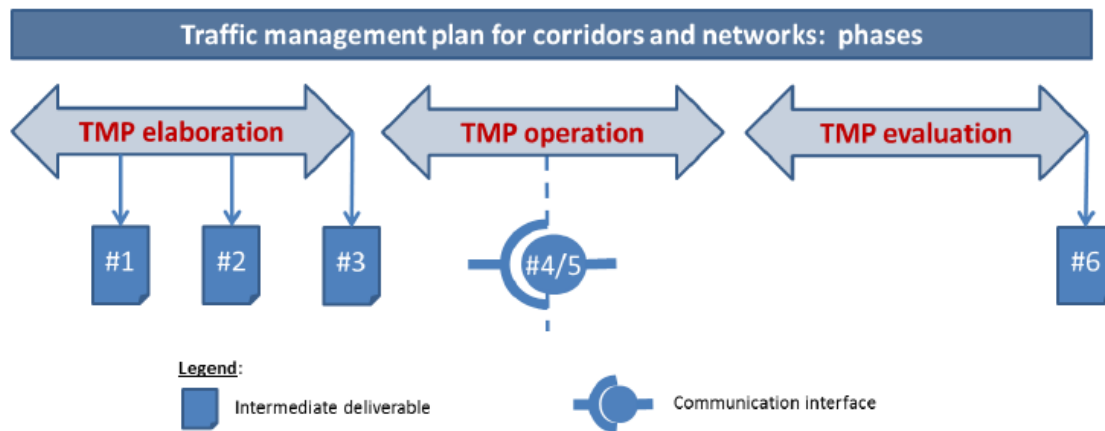 Traffic management plan for corridors and networks: phases
TMP elaboration
TMP operation
TMP evaluation
#1
#2
#3
#4/5
#6
Legend:
Intermediate deliverable
Communication interface